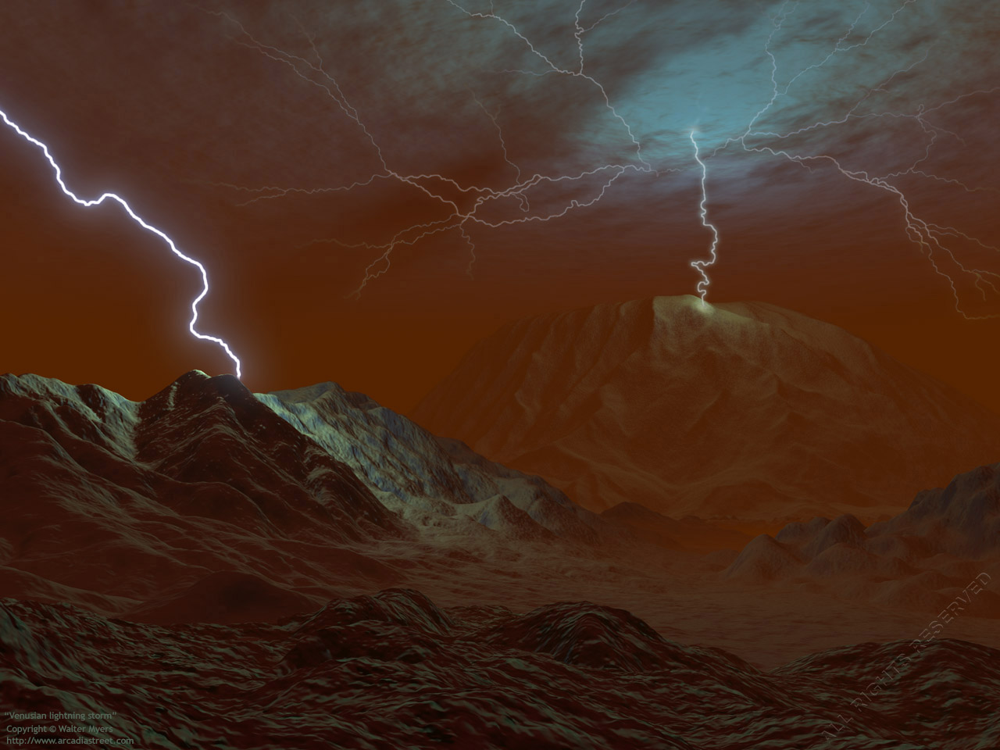 "Venusian lightning storm"
Copyright © Walter Myers
http://www.arcadiastreet.com
ALL RIGHTS RESERVED